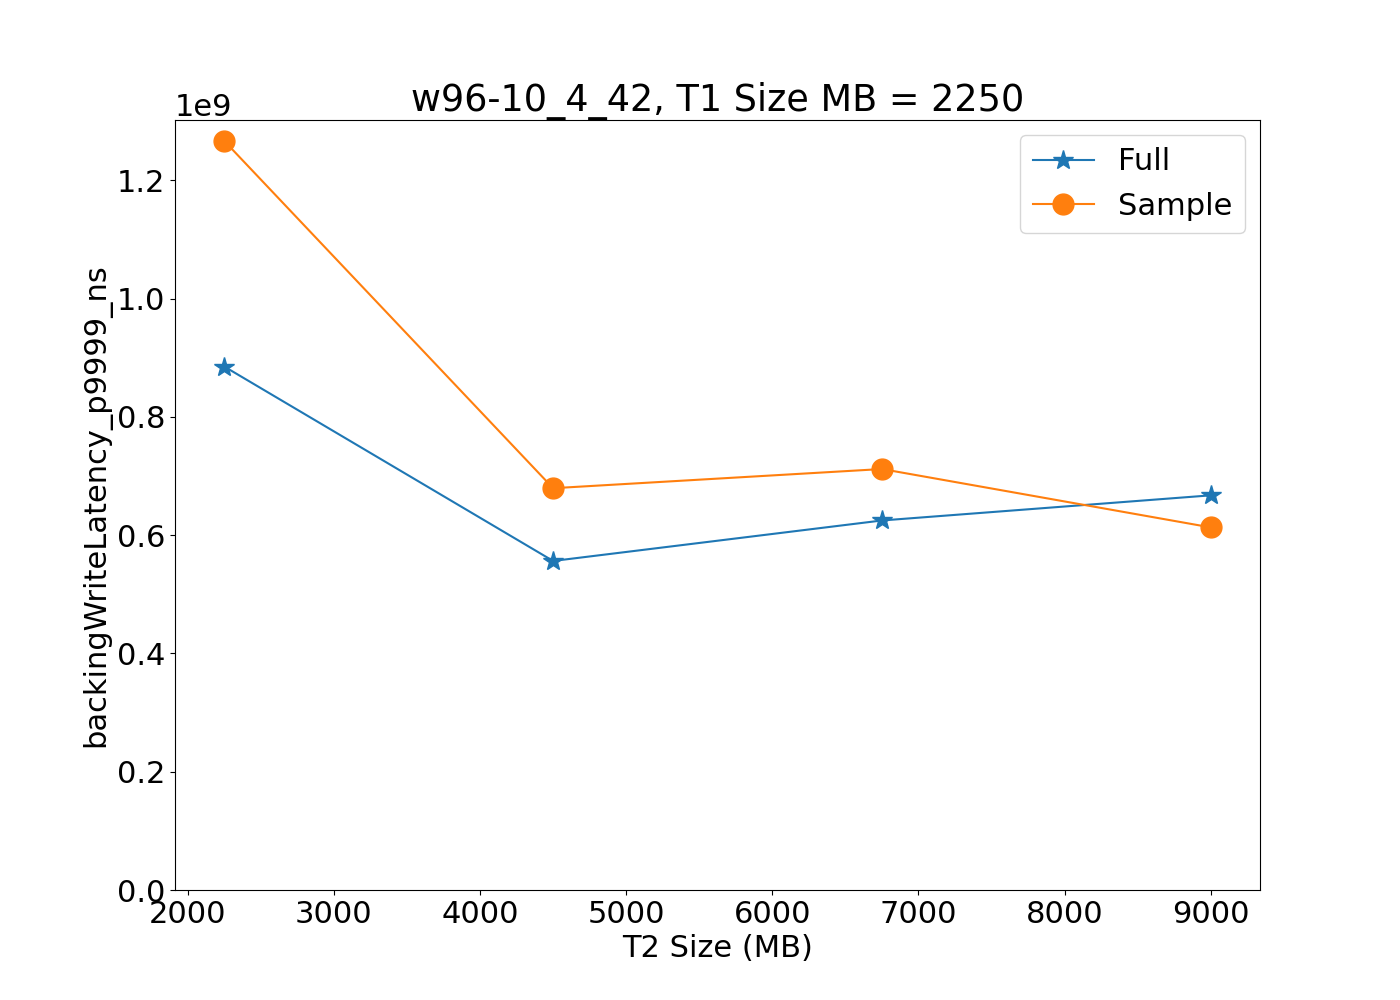 w96-10_4_42, T1 Size MB = 2250
1e9
Full
Sample
1.2
1.0
0.8
0.6
0.4
0.2
0.0
backingWriteLatency_p9999_ns
2000 3000 4000 5000 6000 7000 8000 9000
T2 Size (MB)